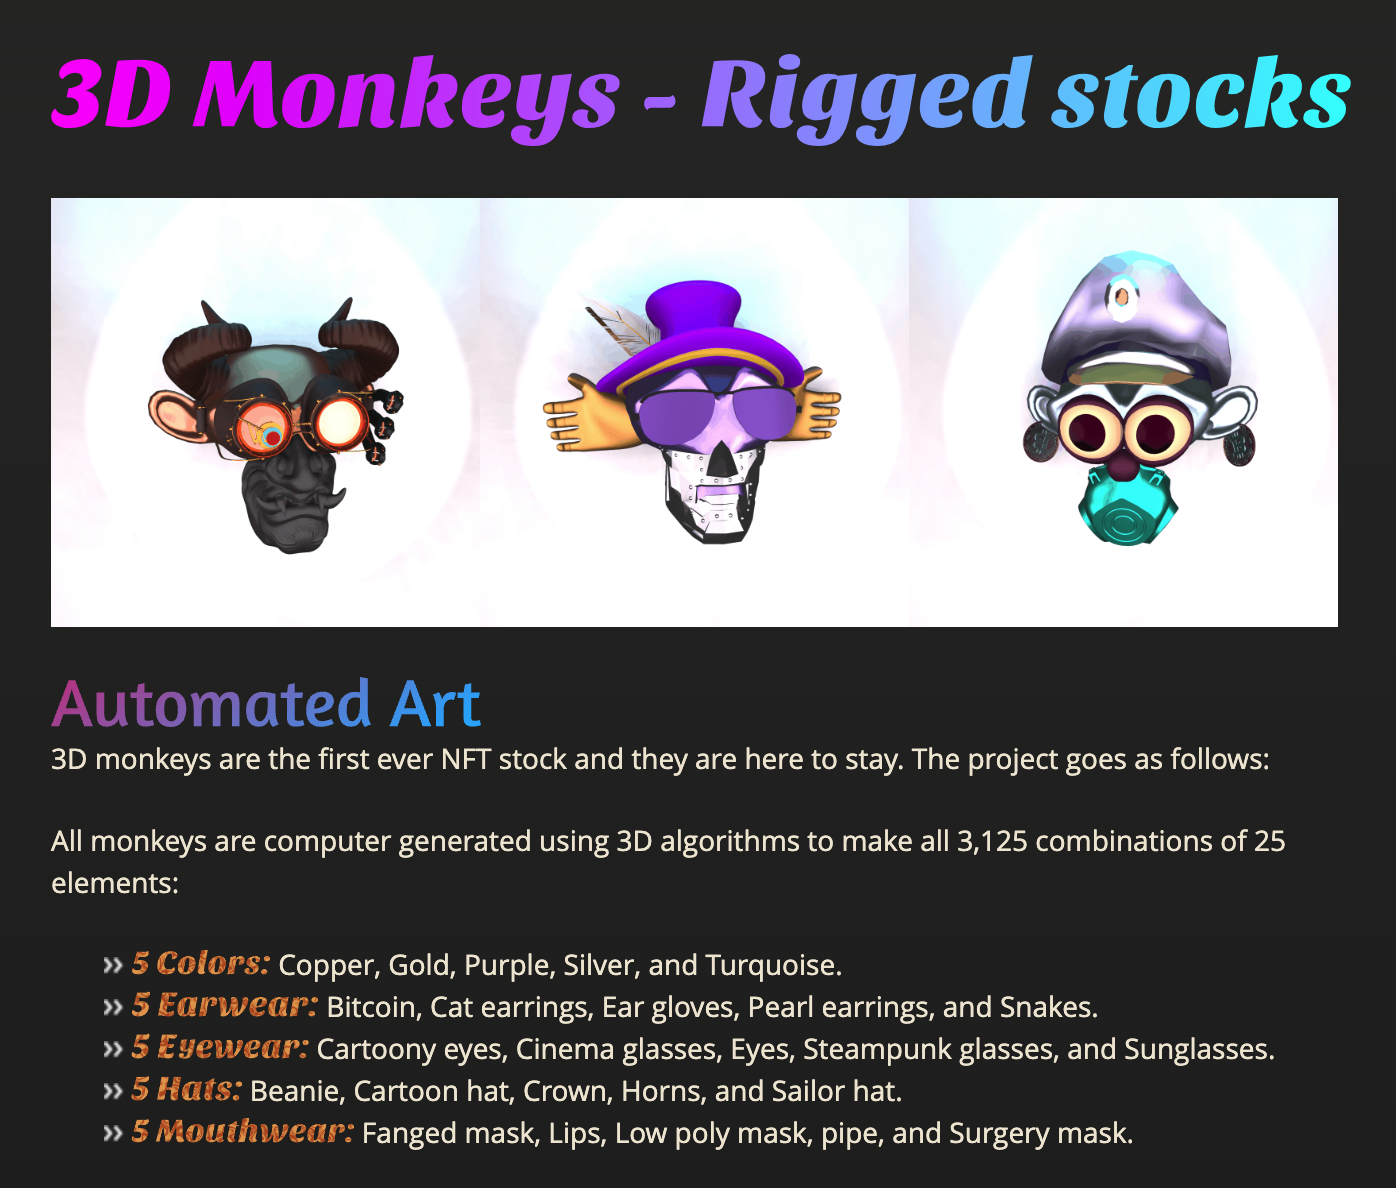 3D Monkeys - Rigged stocks
Automated Art
3D monkeys are the first ever NFT stock and they are here to stay. The project goes as follows:
All monkeys are computer generated using 3D algorithms to make all 3,125 combinations of 25
elements:
›› 5 Colors: Copper, Gold, Purple, Silver, and Turquoise.
›› 5 Earwear: Bitcoin, Cat earrings, Ear gloves, Pearl earrings, and Snakes.
›› 5 Eyewear: Cartoony eyes, Cinema glasses, Eyes, Steampunk glasses, and Sunglasses.
›› 5 Hats: Beanie, Cartoon hat, Crown, Horns, and Sailor hat.
›› 5 Mouthwear: Fanged mask, Lips, Low poly mask, pipe, and Surgery mask.